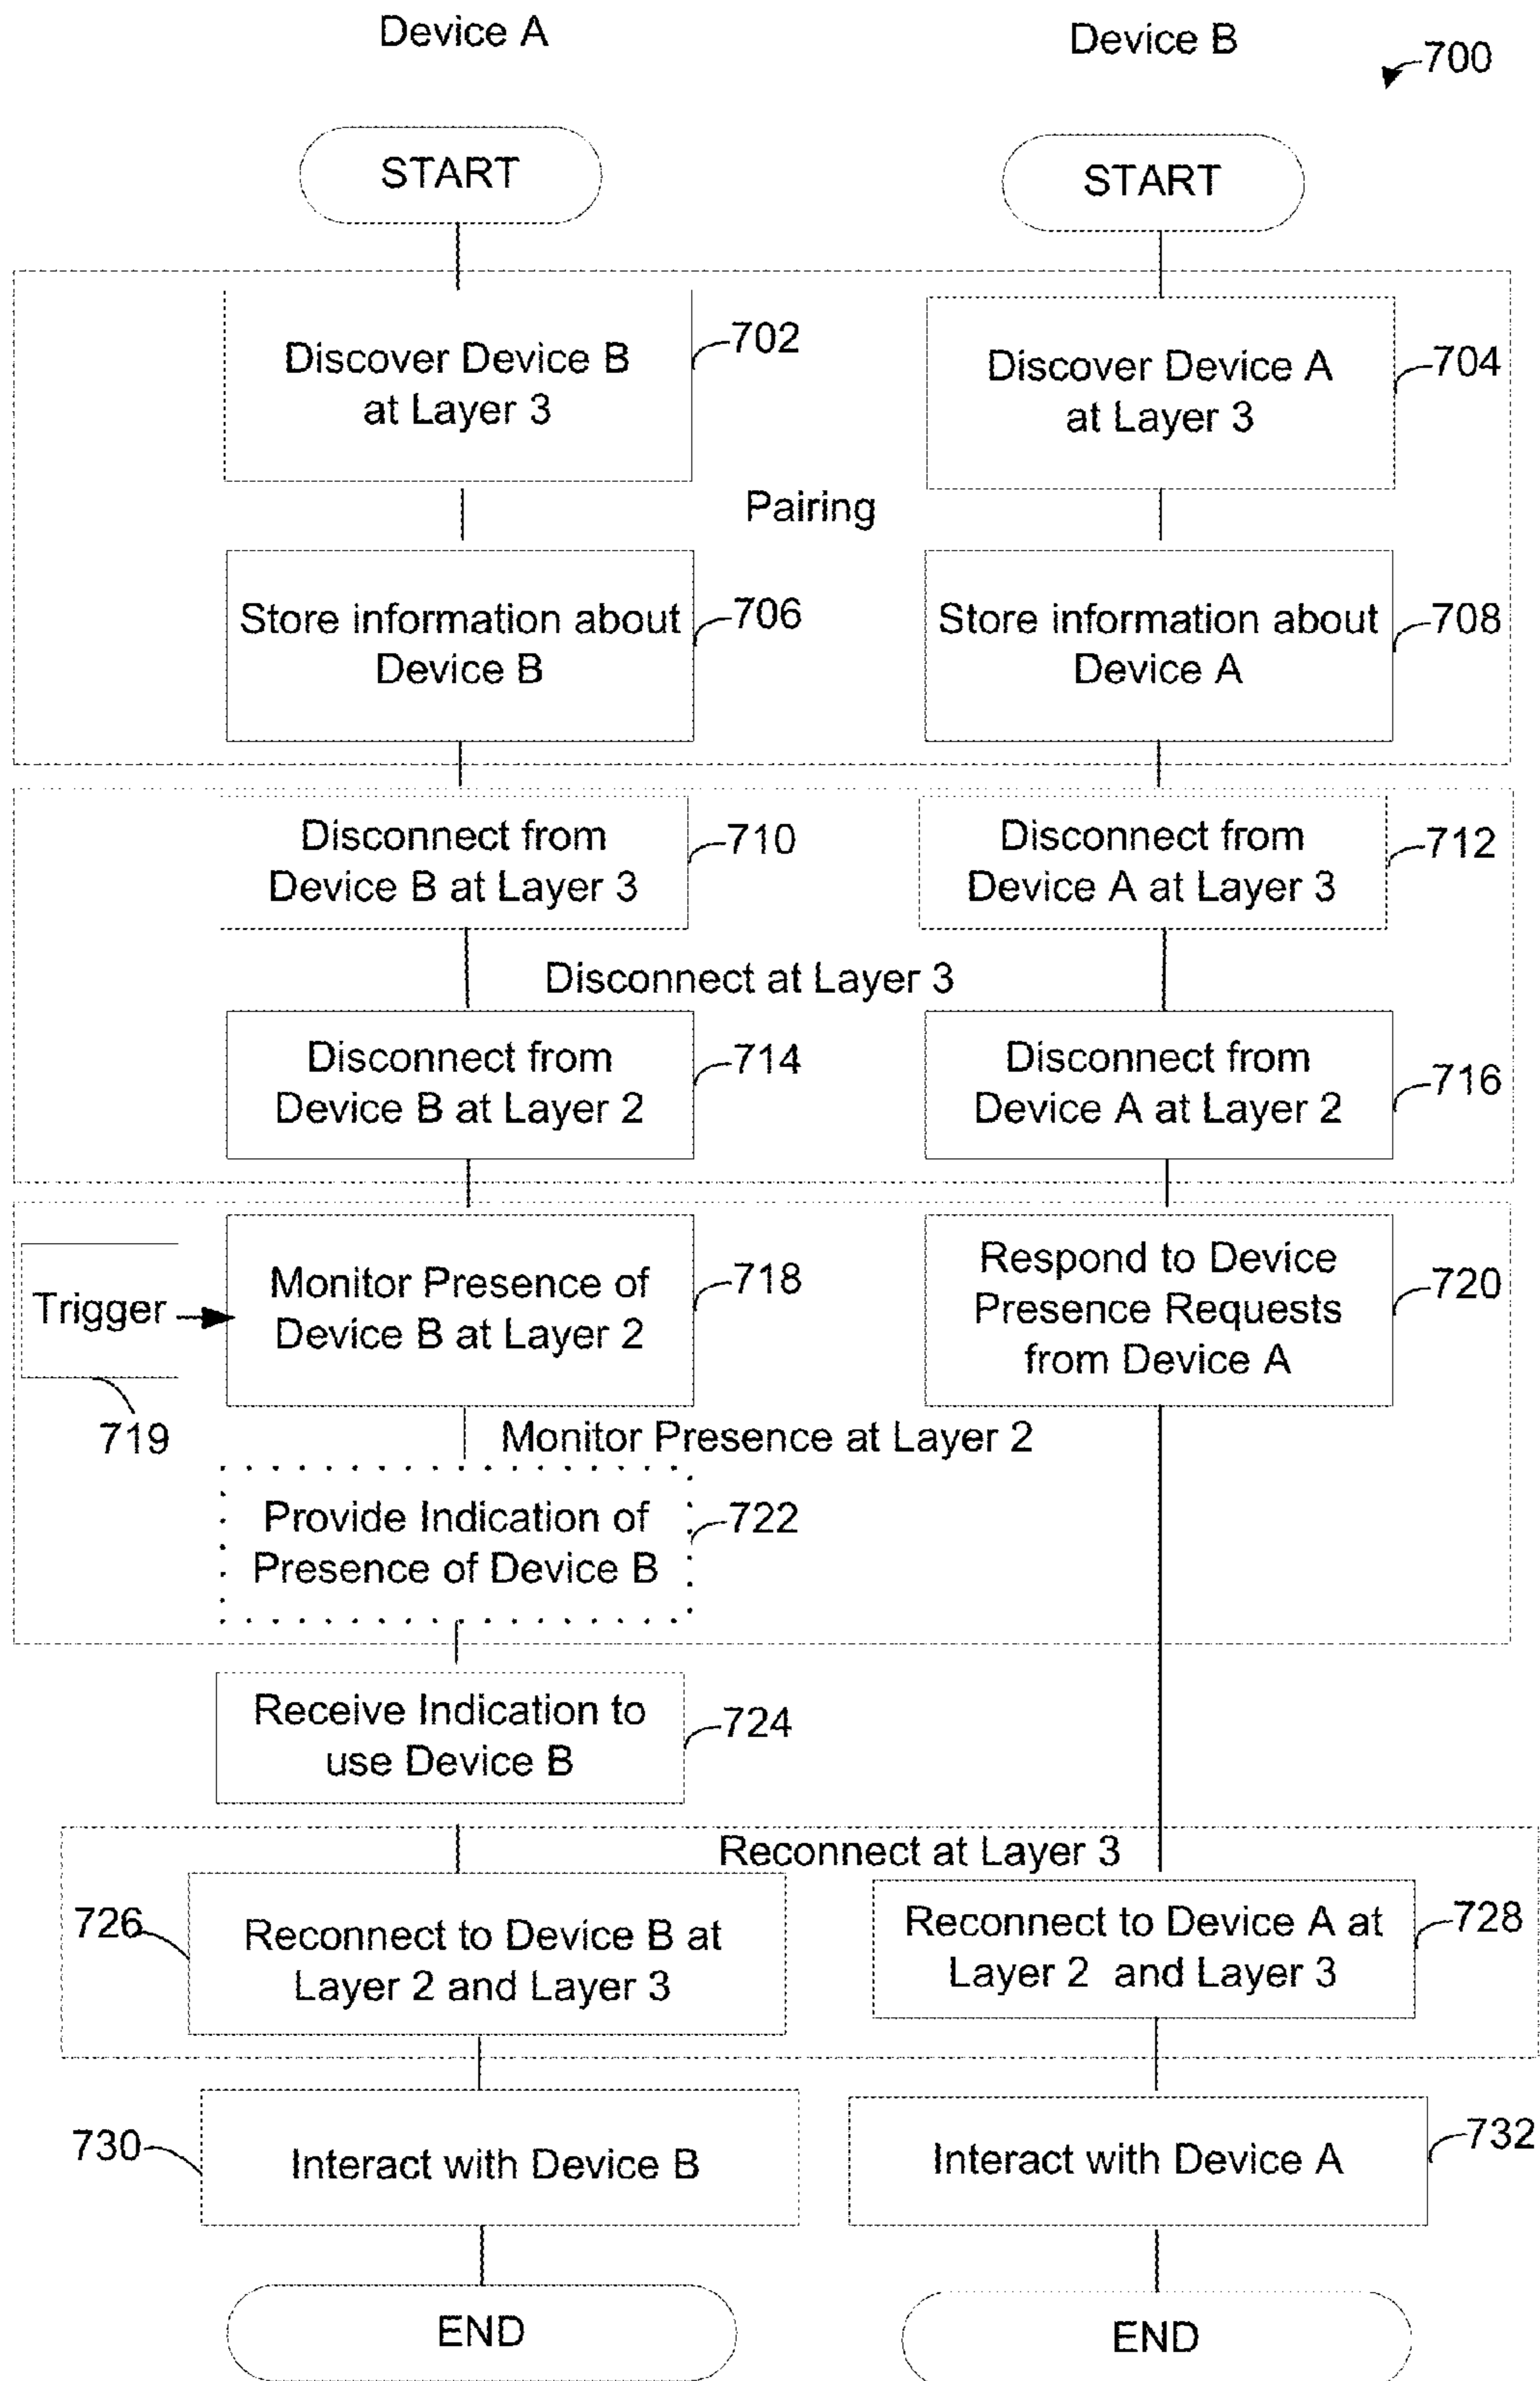 Device A
Device B
700
START
START
Discover Device B
at Layer 3
702
Discover Device A
at Layer 3
704
Pairing
Store information about
Device B
706
Store information about
Device A
708
Disconnect from
Device B at Layer 3
710
Disconnect from
Device A at Layer 3
712
Disconnect at Layer 3
Disconnect from
Device B at Layer 2
714
Disconnect from
Device A at Layer 2
716
Trigger
719
Monitor Presence of
Device B at Layer 2
718
Respond to Device
Presence Requests
from Device A
720
Monitor Presence at Layer 2
Provide Indication of
Presence of Device B
722
Receive Indication to
use Device B
724
Reconnect at Layer 3
726
Reconnect to Device B at
Layer 2 and Layer 3
Reconnect to Device A at
Layer 2 and Layer 3
728
730
Interact with Device B
Interact with Device A
732
END
END